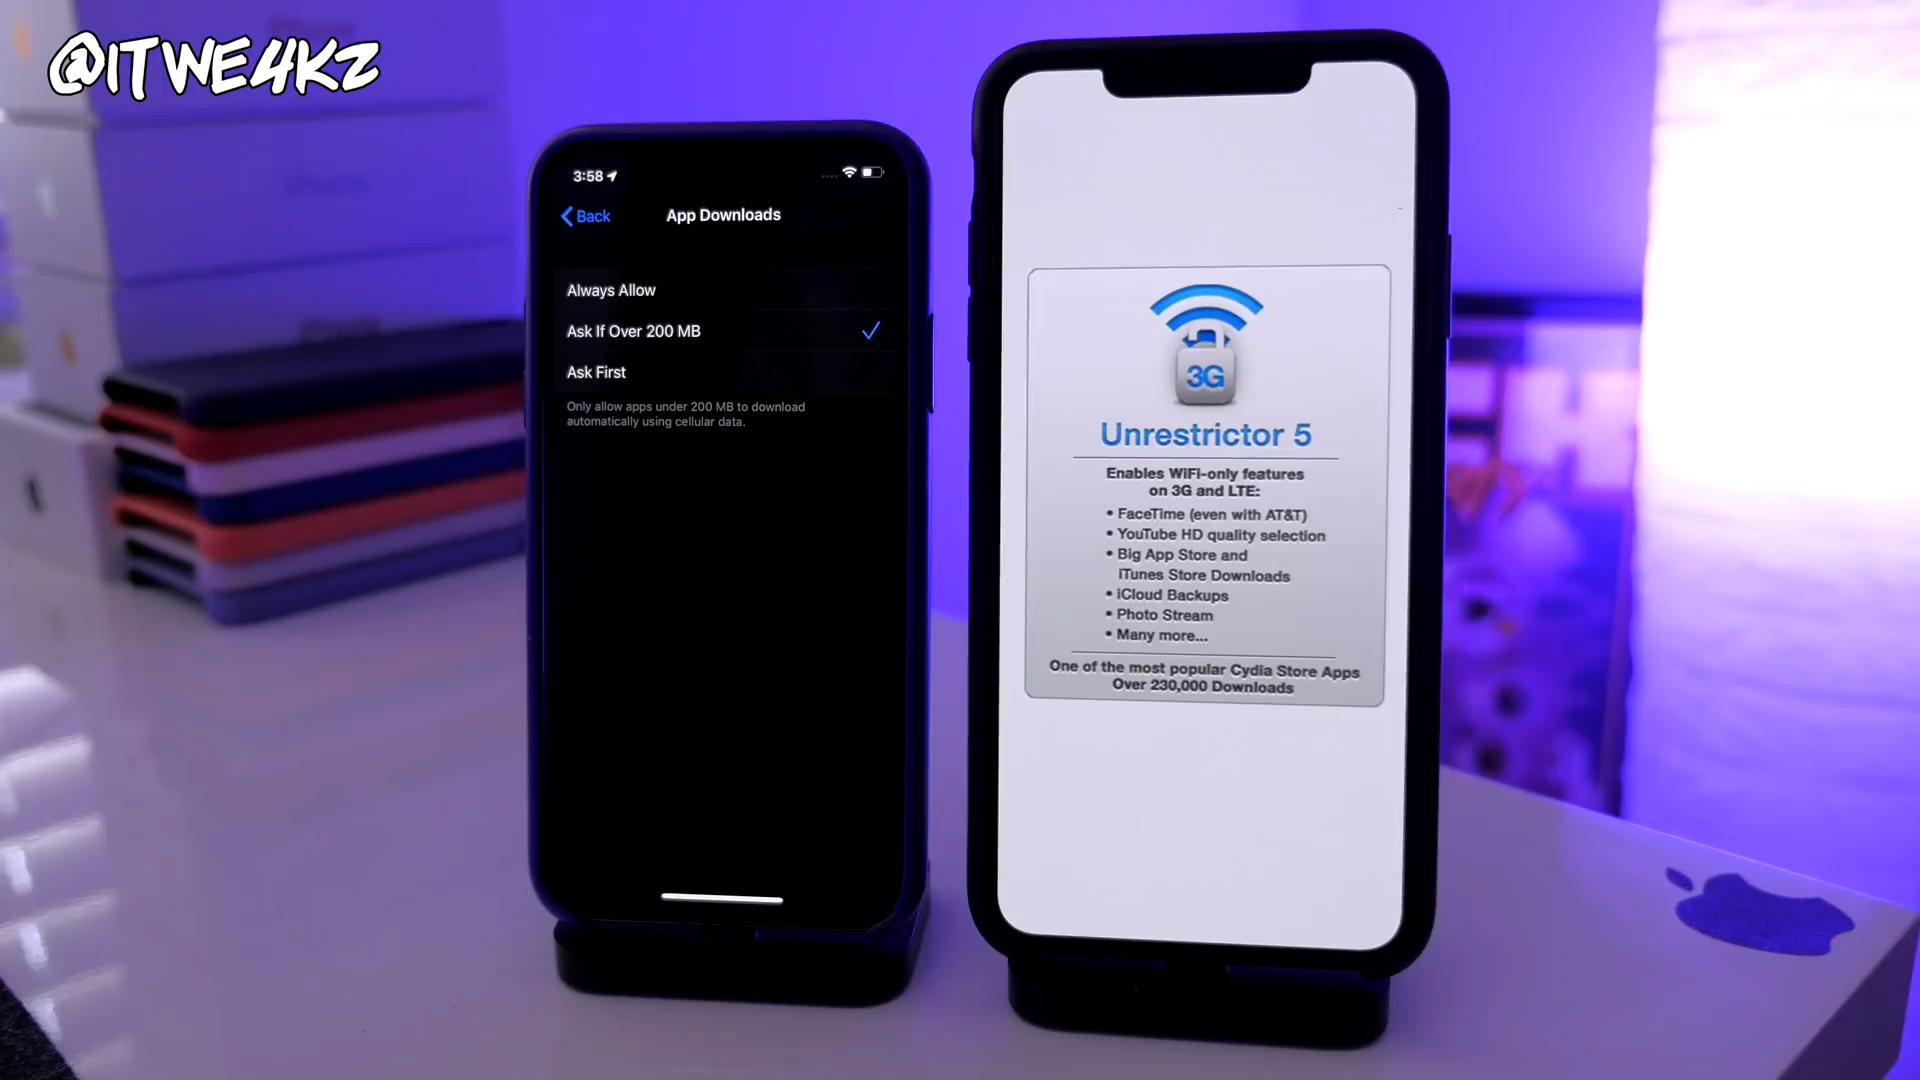 @iTWE4KZ
3:58
Back
App Downloads
Always Allow
Ask If Over 200 MB
Ask First
Only allow apps under 200 MB to download
automatically using cellular data.
3G
Unrestrictor 5
Enables WiFi-only features
on 3G and LTE:
• FaceTime (even with AT&T)
• YouTube HD quality selection
• Big App Store and
iTunes Store Downloads
• iCloud Backups
• Photo Stream
• Many more...
One of the most popular Cydia Store Apps
Over 230,000 Downloads